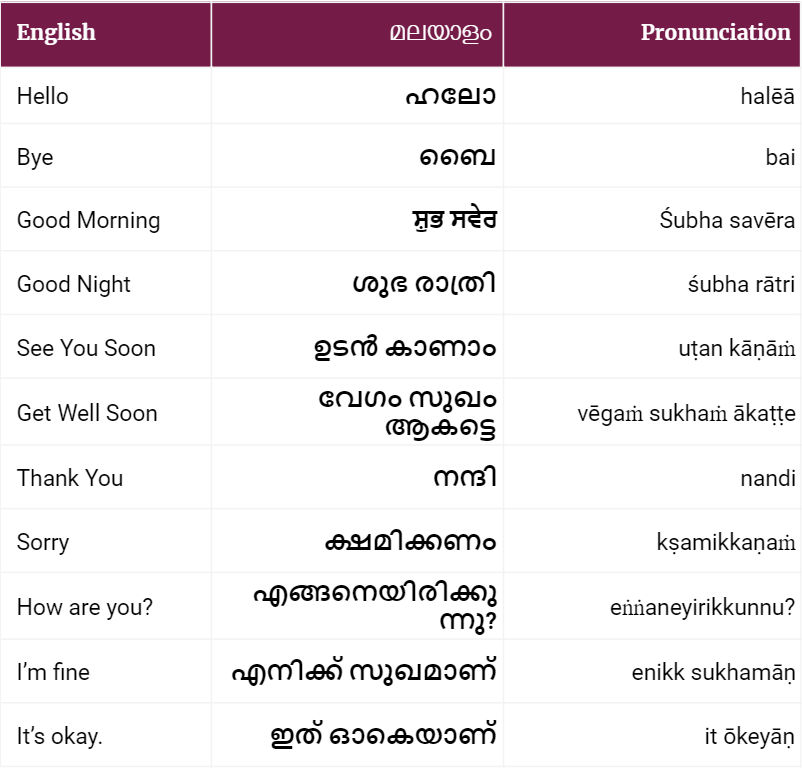 English മലയാളം Pronunciation
Hello ഹലോ halēā
Bye ബൈ bai
Good Morning ਸ਼ੁਭ ਸਵੇਰ Śubha savēra
Good Night ശുഭ രാത്രി śubha rātri
See You Soon ഉടൻ കാണാം uṭan kāṇāṁ
Get Well Soon വേഗം സുഖം
ആകട്ടെ vēgaṁ sukhaṁ ākaṭṭe
Thank You നന്ദി nandi
Sorry ക്ഷമിക്കണം kṣamikkaṇaṁ
How are you? എങ്ങനെയിരിക്കു
ന്നു? eṅṅaneyirikkunnu?
I’m fine എനിക്ക് സുഖമാണ് enikk sukhamāṇ
It’s okay. ഇത് ഓകെയാണ് it ōkeyāṇ